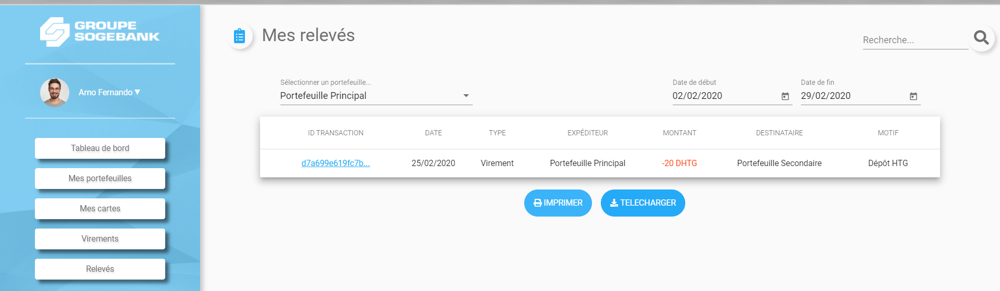 GROUPE
SOGEBANK
Arno Fernando
Tableau de bord
Mes portefeuilles
Mes cartes
Virements
Relevés
Mes relevés
Recherche...
Sélectionner un portefeuille...
Portefeuille Principal
Date de début
02/02/2020
Date de fin
29/02/2020
ID TRANSACTION DATE TYPE EXPÉDITEUR MONTANT DESTINATAIRE MOTIF
d7a699e619fc7b... 25/02/2020 Virement Portefeuille Principal -20 DHTG Portefeuille Secondaire Dépôt HTG
IMPRIMER TELECHARGER